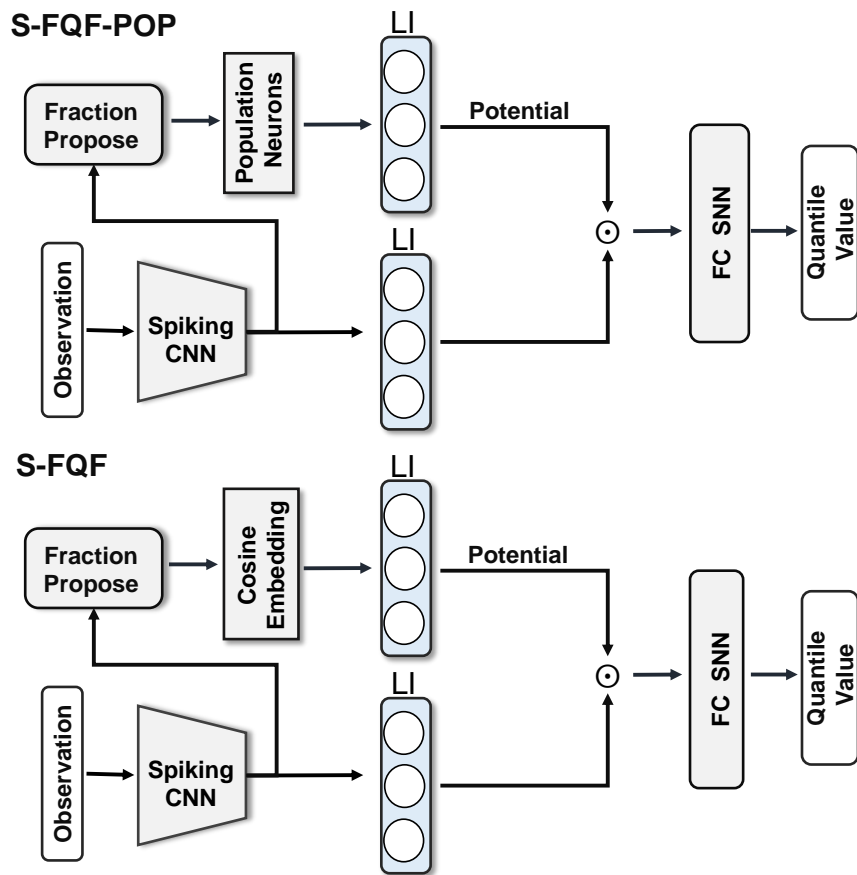 S-FQF-POP
LI
Fraction
Propose
Population
Neurons
Potential
FC SNN
Quantile
Value
LI
Observation
Spiking
CNN
S-FQF
LI
Fraction
Propose
Cosine
Embedding
Potential
FC SNN
Quantile
Value
LI
Observation
Spiking
CNN